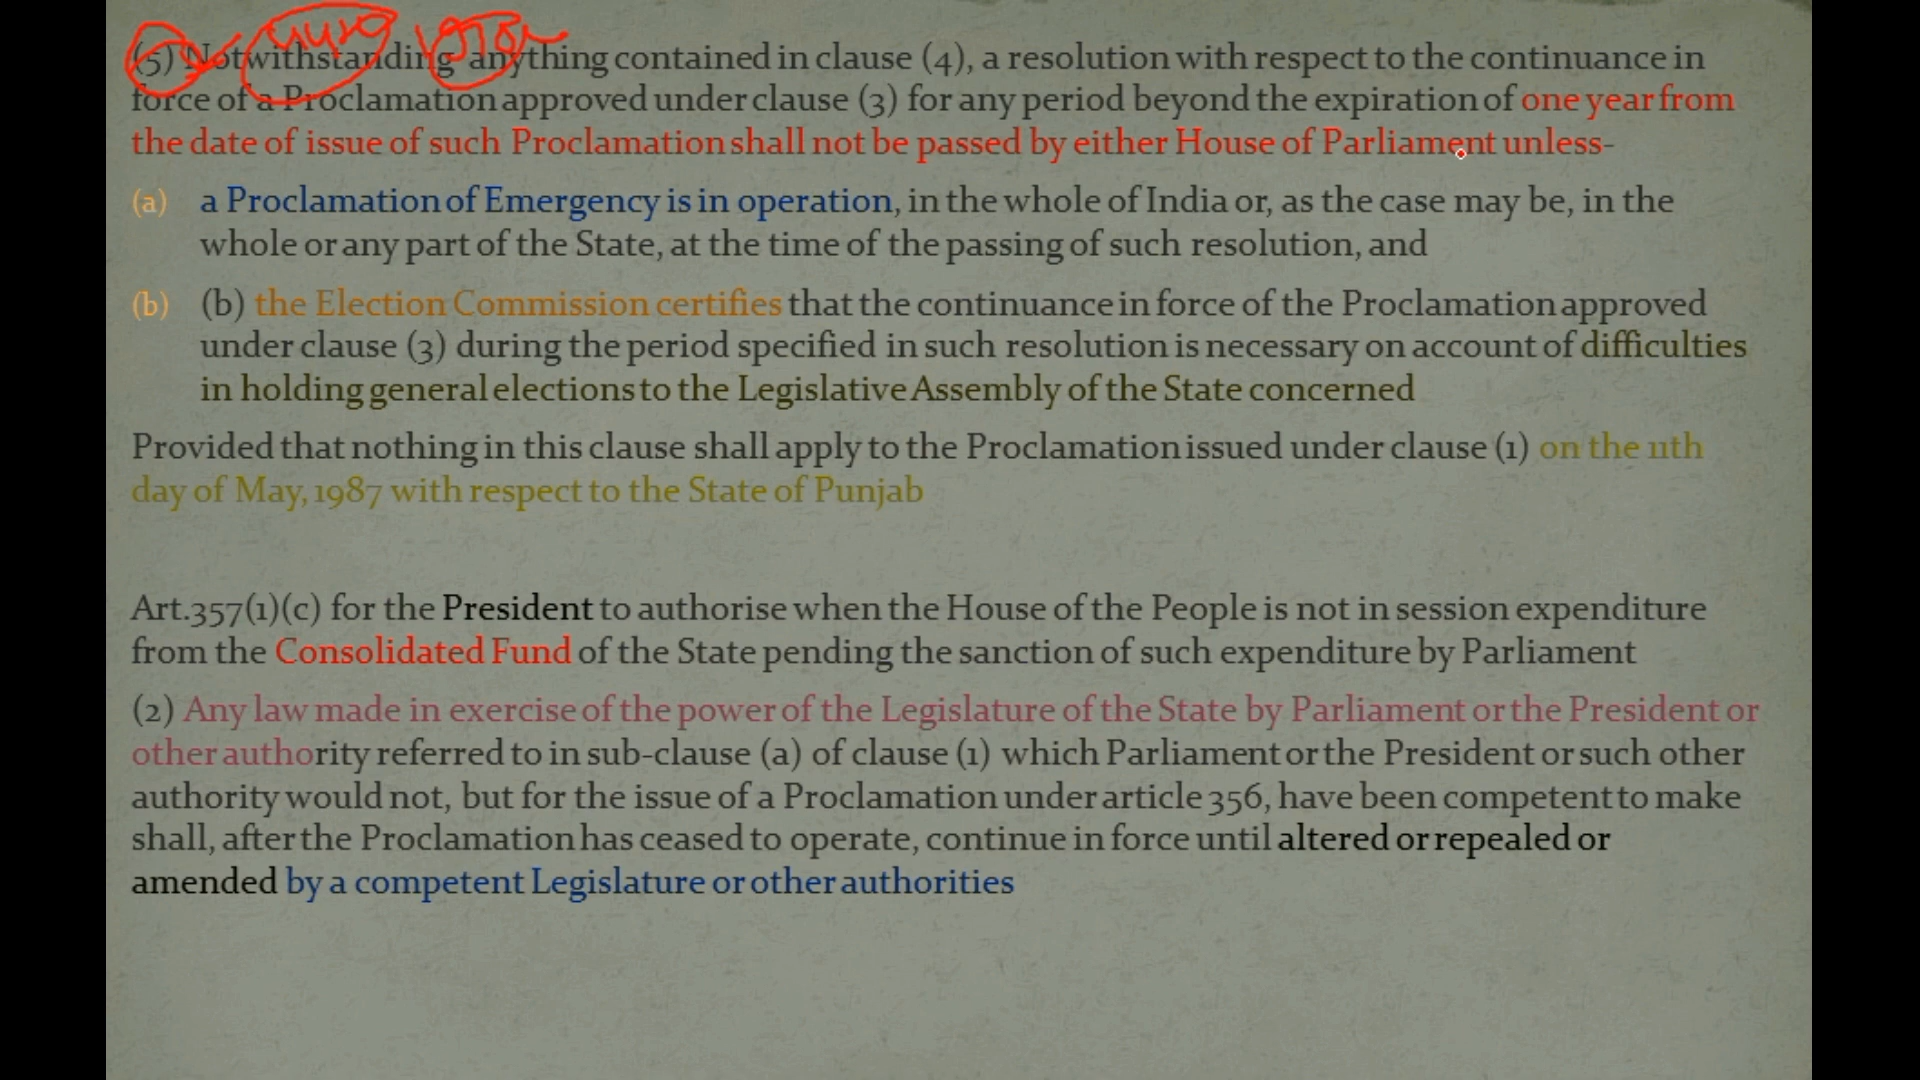 (5) Notwithstanding anything contained in clause (4), a resolution with respect to the continuance in
force of a Proclamation approved under clause (3) for any period beyond the expiration of one year from
the date of issue of such Proclamation shall not be passed by either House of Parliament unless-
(a) a Proclamation of Emergency is in operation, in the whole of India or, as the case may be, in the
whole or any part of the State, at the time of the passing of such resolution, and
(b) (b) the Election Commission certifies that the continuance in force of the Proclamation approved
under clause (3) during the period specified in such resolution is necessary on account of difficulties
in holding general elections to the Legislative Assembly of the State concerned
Provided that nothing in this clause shall apply to the Proclamation issued under clause (1) on the 11th
day of May, 1987 with respect to the State of Punjab
Art.357(1)(c) for the President to authorise when the House of the People is not in session expenditure
from the Consolidated Fund of the State pending the sanction of such expenditure by Parliament
(2) Any law made in exercise of the power of the Legislature of the State by Parliament or the President or
other authority referred to in sub-clause (a) of clause (1) which Parliament or the President or such other
authority would not, but for the issue of a Proclamation under article 356, have been competent to make
shall, after the Proclamation has ceased to operate, continue in force until altered or repealed or
amended by a competent Legislature or other authorities